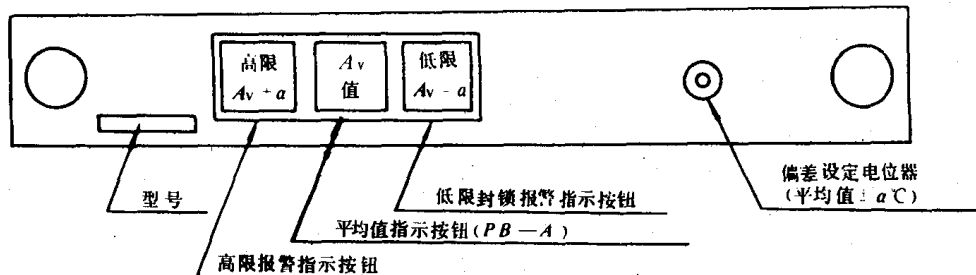 高限 Av 低限
Av + a 值 Av - a
偏差设定电位器
(平均值±a℃)
型号
低限封锁报警指示按钮
平均值指示按钮(PB—A)
高限报警指示按钮